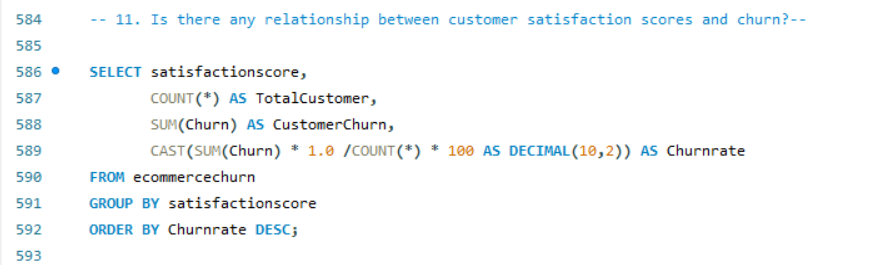 584 -- 11. Is there any relationship between customer satisfaction scores and churn?--
585
586 SELECT satisfactionscore,
587 COUNT(*) AS TotalCustomer,
588 SUM(Churn) AS CustomerChurn,
589 CAST(SUM(Churn) * 1.0 /COUNT(*) * 100 AS DECIMAL(10,2)) AS Churnrate
590 FROM ecommercechurn
591 GROUP BY satisfactionscore
592 ORDER BY Churnrate DESC;
593